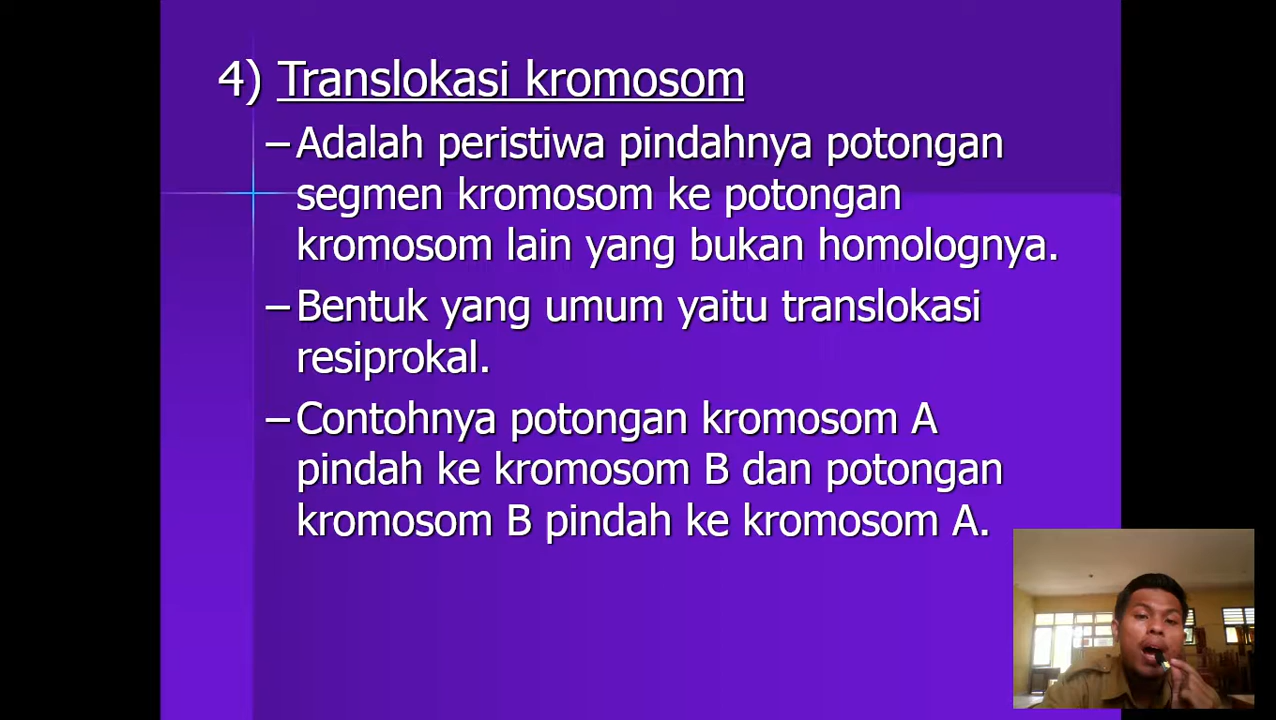 4) Translokasi kromosom
– Adalah peristiwa pindahnya potongan
segmen kromosom ke potongan
kromosom lain yang bukan homolognya.
– Bentuk yang umum yaitu translokasi
resiprokal.
– Contohnya potongan kromosom A
pindah ke kromosom B dan potongan
kromosom B pindah ke kromosom A.